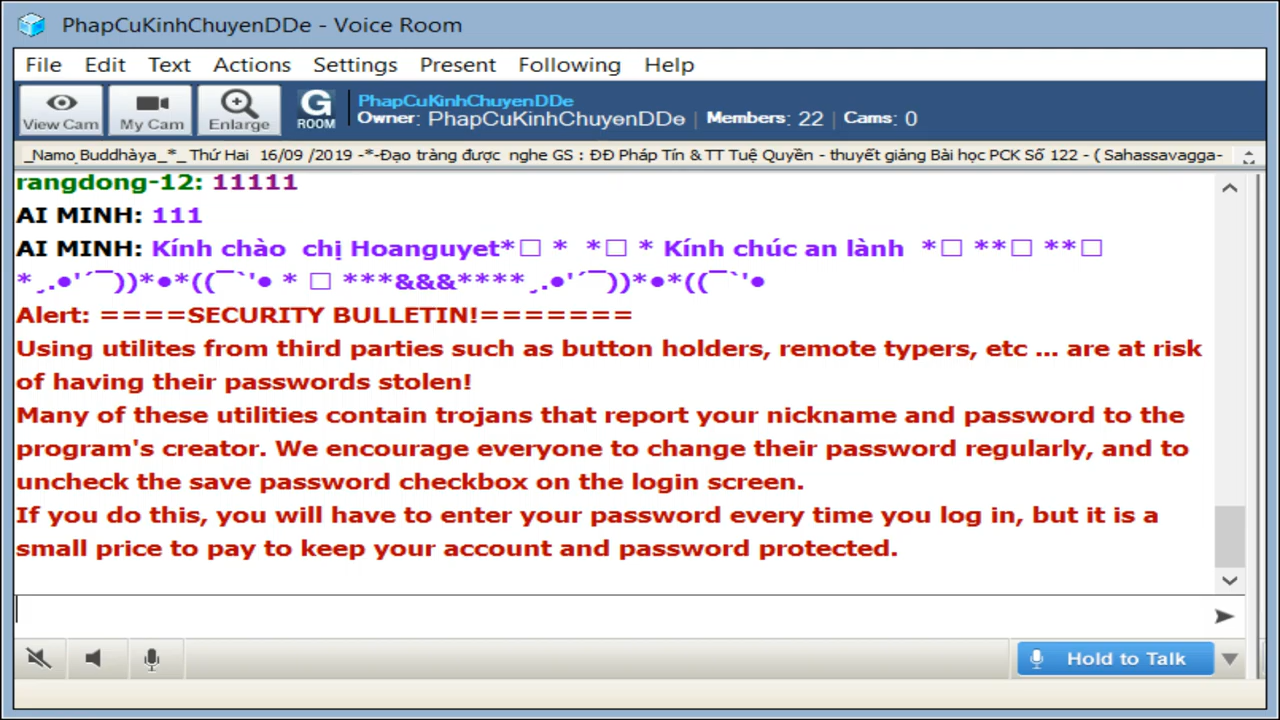 PhapCuKinhChuyenDDe - Voice Room
File Edit Text Actions Settings Present Following Help
View Cam My Cam Enlarge G ROOM
PhapCuKinhChuyenDDe
Owner: PhapCuKinhChuyenDDe | Members: 22 | Cams: 0
_Namo Buddhàya_*_ Thứ Hai 16/09 /2019 -*-Đạo tràng được nghe GS : ĐĐ Pháp Tín & TT Tuệ Quyền - thuyết giảng Bài học PCK Số 122 - ( Sahassavagga-
rangdong-12: 11111
AI MINH: 111
AI MINH: Kính chào chị Hoanguyet*□ * *□ * Kính chúc an lành *□ **□ **□
*¸.●'´¯))*●*((¯`'● * □ ***&&&****¸.●'´¯))*●*((¯`'●
Alert: ====SECURITY BULLETIN!=======
Using utilites from third parties such as button holders, remote typers, etc ... are at risk
of having their passwords stolen!
Many of these utilities contain trojans that report your nickname and password to the
program's creator. We encourage everyone to change their password regularly, and to
uncheck the save password checkbox on the login screen.
If you do this, you will have to enter your password every time you log in, but it is a
small price to pay to keep your account and password protected.
Hold to Talk